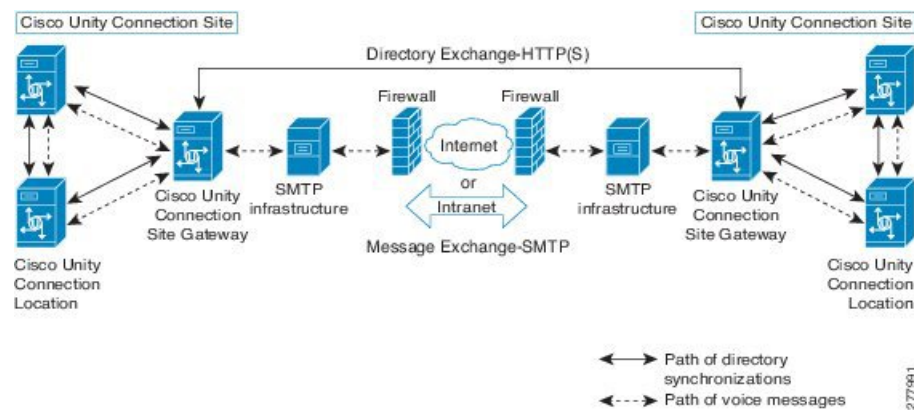 Cisco Unity Connection Site
Cisco Unity Connection Site
Directory Exchange-HTTP(S)
Firewall
Firewall
Internet
or
Intranet
Message Exchange-SMTP
Cisco Unity
Connection
Site Gateway
SMTP
infrastructure
SMTP
infrastructure
Cisco Unity
Connection
Site Gateway
Cisco Unity
Connection
Location
Cisco Unity
Connection
Location
Path of directory
synchronizations
Path of voice messages
277991